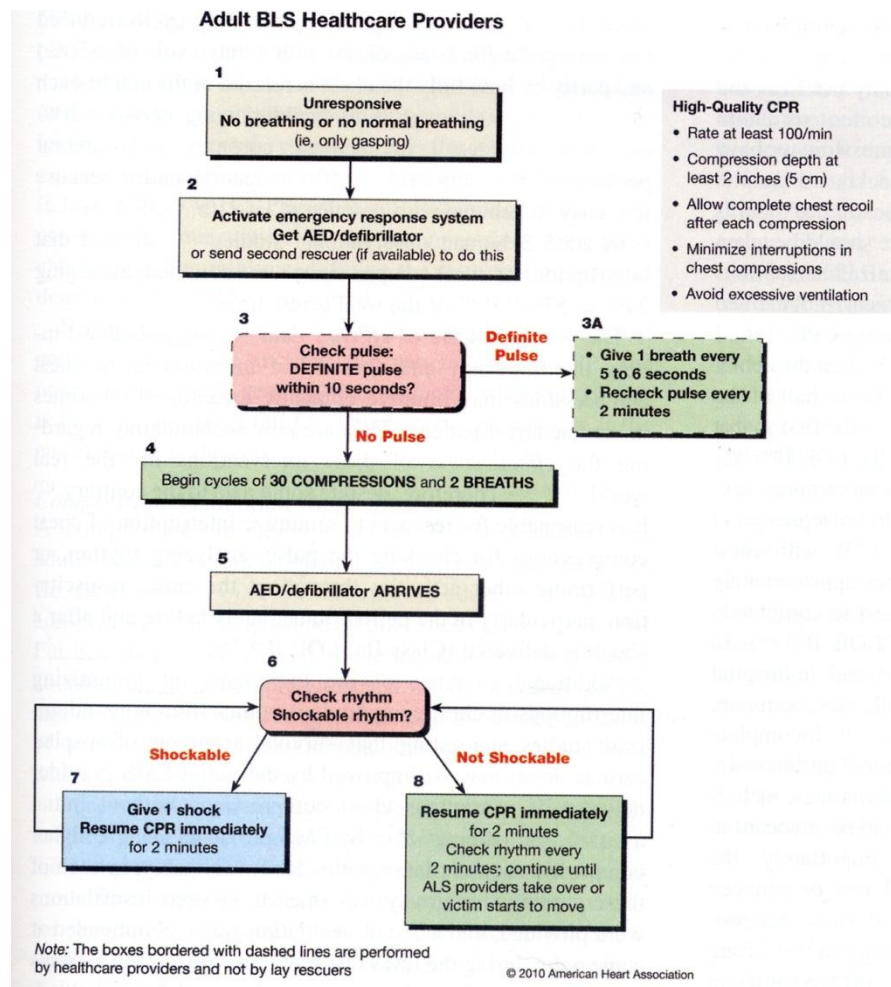 Adult BLS Healthcare Providers
1
Unresponsive
No breathing or no normal breathing
(ie, only gasping)
High-Quality CPR
• Rate at least 100/min
• Compression depth at
least 2 inches (5 cm)
• Allow complete chest recoil
after each compression
• Minimize interruptions in
chest compressions
• Avoid excessive ventilation
2
Activate emergency response system
Get AED/defibrillator
or send second rescuer (if available) to do this
3
Check pulse:
DEFINITE pulse
within 10 seconds?
Definite
Pulse
3A
• Give 1 breath every
5 to 6 seconds
• Recheck pulse every
2 minutes
No Pulse
4
Begin cycles of 30 COMPRESSIONS and 2 BREATHS
5
AED/defibrillator ARRIVES
6
Check rhythm
Shockable rhythm?
Shockable
Not Shockable
7
Give 1 shock
Resume CPR immediately
for 2 minutes
8
Resume CPR immediately
for 2 minutes
Check rhythm every
2 minutes; continue until
ALS providers take over or
victim starts to move
Note: The boxes bordered with dashed lines are performed
by healthcare providers and not by lay rescuers
© 2010 American Heart Association